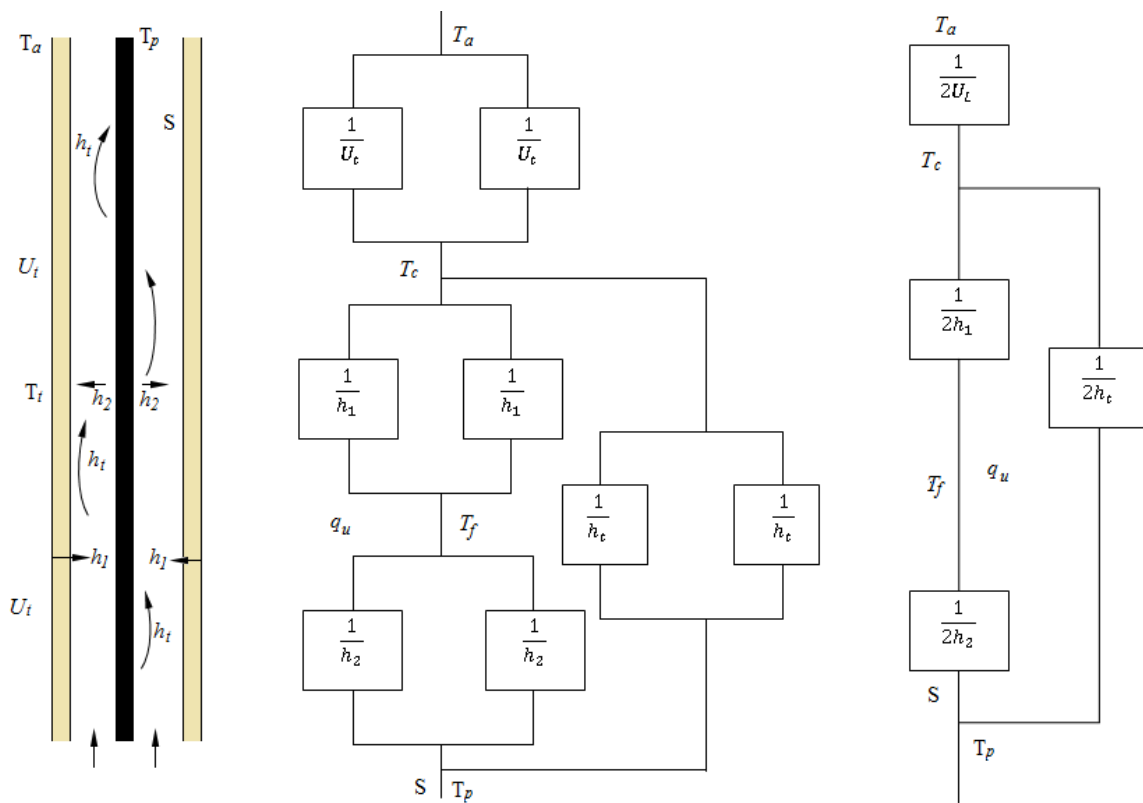 Ta
Tp
S
ht
Ut
Tt
h2
h2
ht
h1
h1
Ut
ht
Ta
1/Ut
1/Ut
Tc
1/h1
1/h1
1/ht
1/ht
qu
Tf
1/h2
1/h2
S
Tp
Ta
1/2UL
Tc
1/2h1
1/2ht
Tf
qu
1/2h2
S
Tp